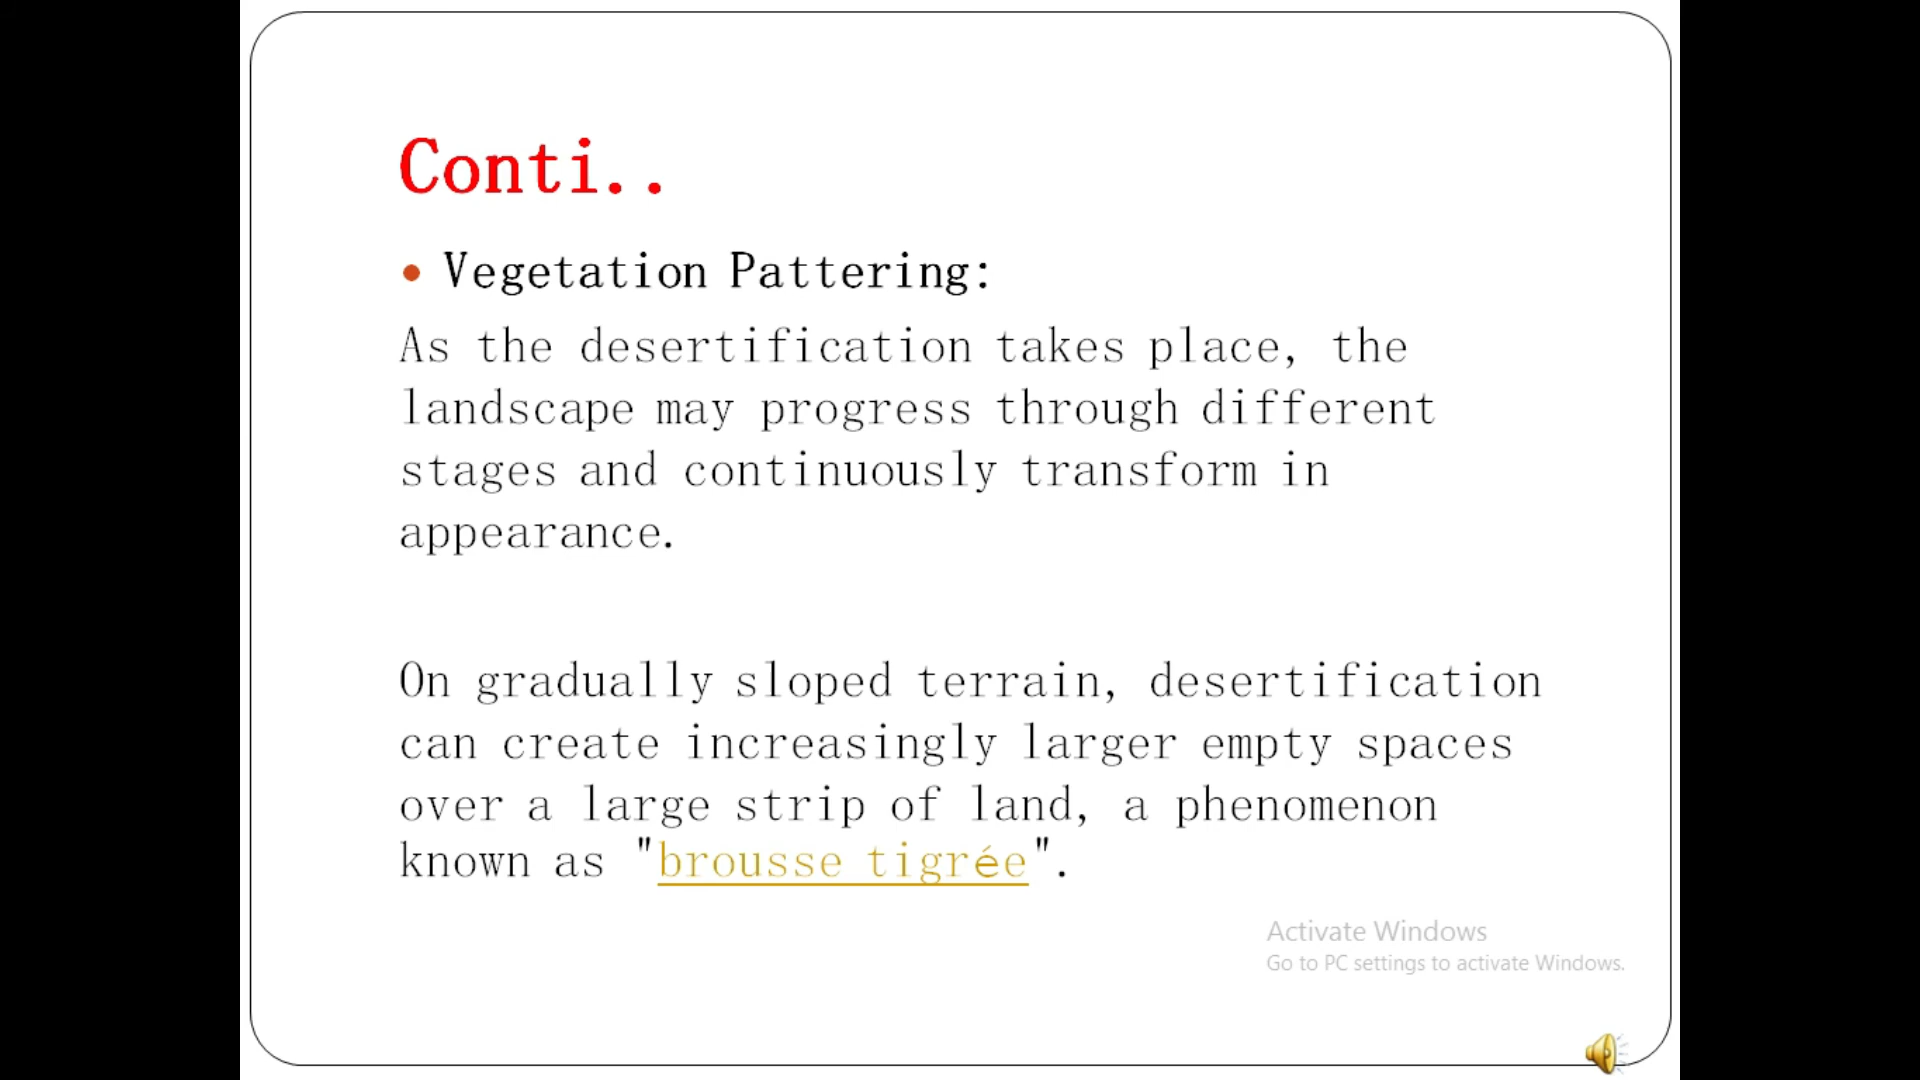 Conti..
• Vegetation Pattering:
As the desertification takes place, the
landscape may progress through different
stages and continuously transform in
appearance.
On gradually sloped terrain, desertification
can create increasingly larger empty spaces
over a large strip of land, a phenomenon
known as "brousse tigrée".
Activate Windows
Go to PC settings to activate Windows.